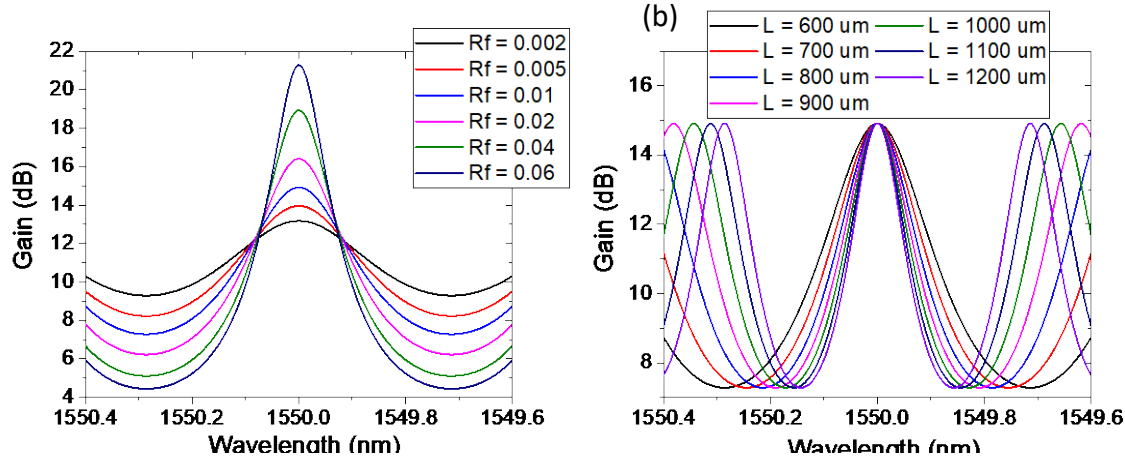 (b)
Rf = 0.002
Rf = 0.005
Rf = 0.01
Rf = 0.02
Rf = 0.04
Rf = 0.06
22
20
18
16
14
12
10
8
6
4
Gain (dB)
1550.4 1550.2 1550.0 1549.8 1549.6
Wavelength (nm)
L = 600 um L = 1000 um
L = 700 um L = 1100 um
L = 800 um L = 1200 um
L = 900 um
16
14
12
10
8
Gain (dB)
1550.4 1550.2 1550.0 1549.8 1549.6
Wavelength (nm)